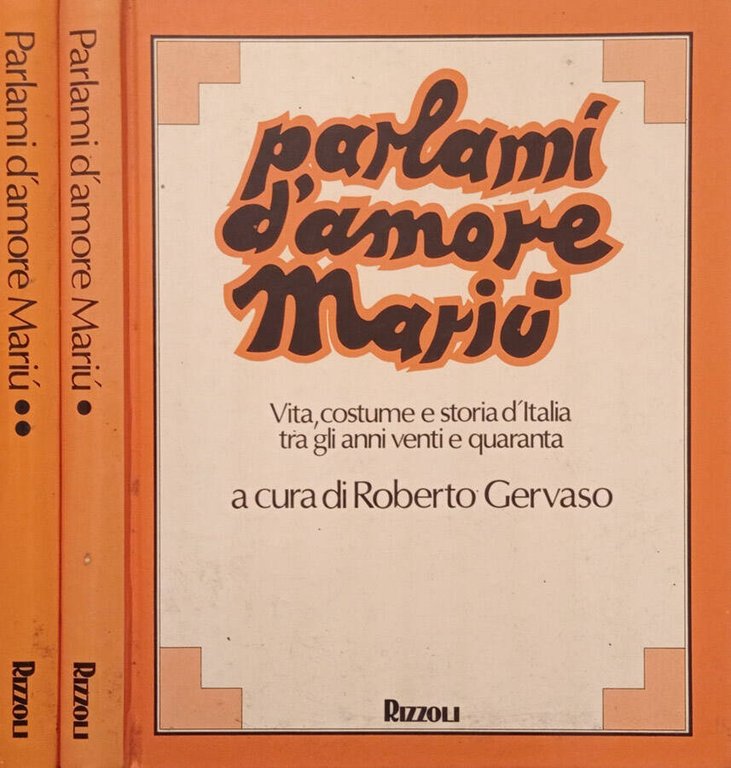 Parlami d'amore Mariú ●●
RIZZOLI
Parlami d'amore Mariú ●
RIZZOLI
parlami
d'amore
Mariú
Vita, costume e storia d'Italia
tra gli anni venti e quaranta
a cura di Roberto Gervaso
RIZZOLI